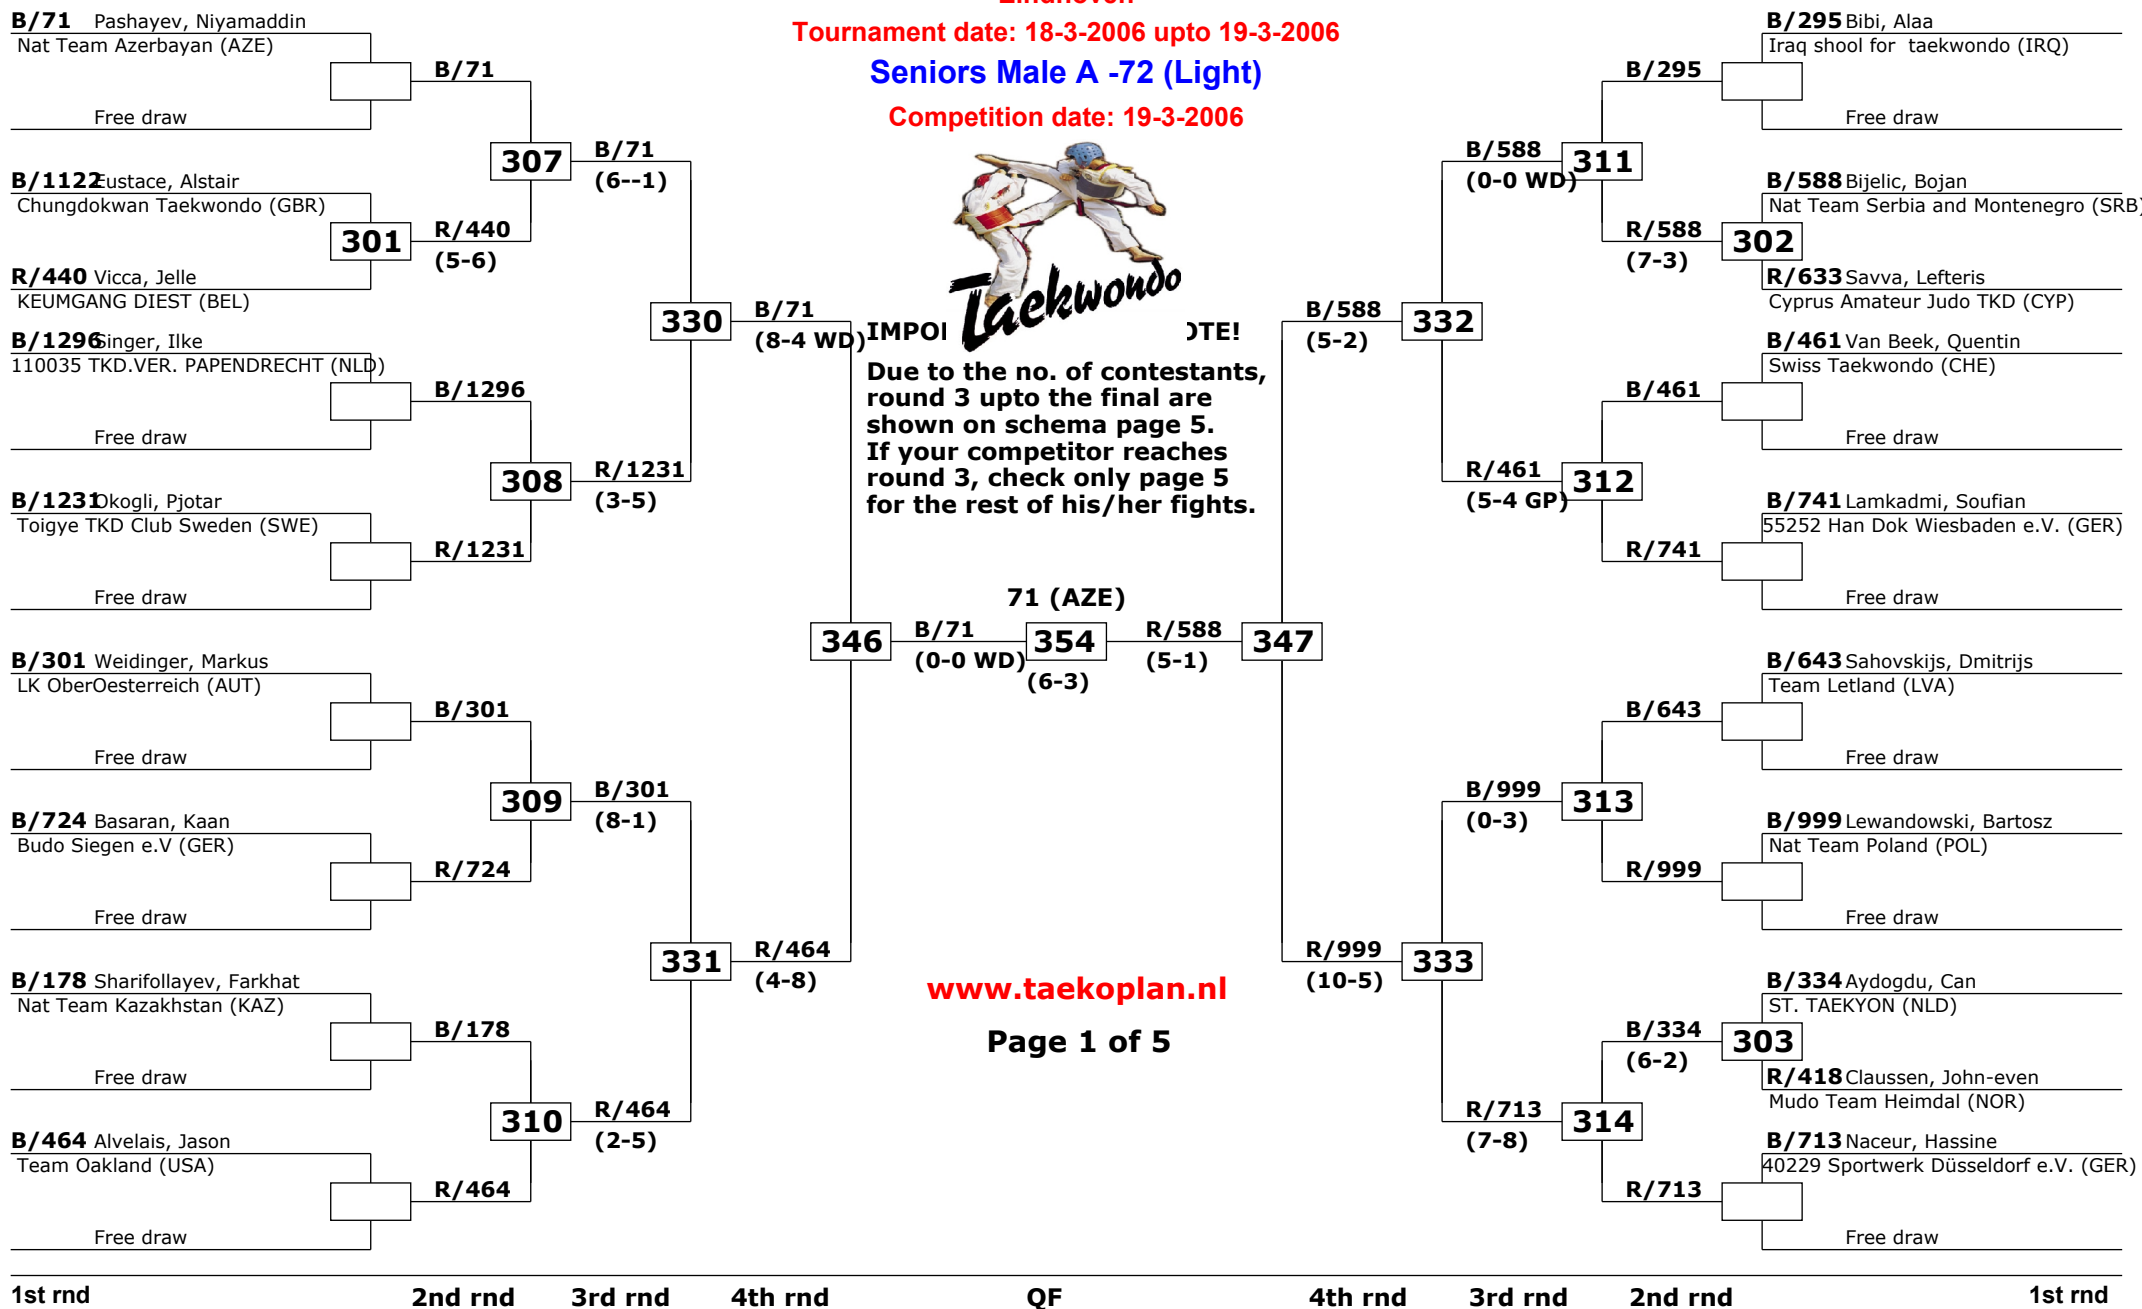 Tournament date: 18-3-2006 upto 19-3-2006
Seniors Male A -72 (Light)
Competition date: 19-3-2006
B/71 Pashayev, Niyamaddin
Nat Team Azerbayan (AZE)
B/71
Free draw
307
B/71
(6--1)
B/1122 Eustace, Alstair
Chungdokwan Taekwondo (GBR)
301
R/440
(5-6)
R/440 Vicca, Jelle
KEUMGANG DIEST (BEL)
330
B/71
(8-4 WD)
B/1296 Singer, Ilke
110035 TKD.VER. PAPENDRECHT (NLD)
B/1296
Free draw
308
R/1231
(3-5)
B/1231 Okogli, Pjotar
Toigye TKD Club Sweden (SWE)
R/1231
Free draw
346
B/71
(0-0 WD)
B/301 Weidinger, Markus
LK OberOesterreich (AUT)
B/301
Free draw
309
B/301
(8-1)
B/724 Basaran, Kaan
Budo Siegen e.V (GER)
R/724
Free draw
331
R/464
(4-8)
B/178 Sharifollayev, Farkhat
Nat Team Kazakhstan (KAZ)
B/178
Free draw
310
R/464
(2-5)
B/464 Alvelais, Jason
Team Oakland (USA)
R/464
Free draw
Taekwondo
Due to the no. of contestants,
round 3 upto the final are
shown on schema page 5.
If your competitor reaches
round 3, check only page 5
for the rest of his/her fights.
71 (AZE)
354
(6-3)
www.taekoplan.nl
Page 1 of 5
B/295 Bibi, Alaa
Iraq shool for  taekwondo (IRQ)
B/295
Free draw
B/588
(0-0 WD)
311
B/588 Bijelic, Bojan
Nat Team Serbia and Montenegro (SRB)
R/588
(7-3)
302
R/633 Savva, Lefteris
Cyprus Amateur Judo TKD (CYP)
B/588
(5-2)
332
B/461 Van Beek, Quentin
Swiss Taekwondo (CHE)
B/461
Free draw
R/461
(5-4 GP)
312
B/741 Lamkadmi, Soufian
55252 Han Dok Wiesbaden e.V. (GER)
R/741
Free draw
R/588
(5-1)
347
B/643 Sahovskijs, Dmitrijs
Team Letland (LVA)
B/643
Free draw
B/999
(0-3)
313
B/999 Lewandowski, Bartosz
Nat Team Poland (POL)
R/999
Free draw
R/999
(10-5)
333
B/334 Aydogdu, Can
ST. TAEKYON (NLD)
B/334
(6-2)
303
R/418 Claussen, John-even
Mudo Team Heimdal (NOR)
R/713
(7-8)
314
B/713 Naceur, Hassine
40229 Sportwerk Düsseldorf e.V. (GER)
R/713
Free draw
1st rnd 2nd rnd 3rd rnd 4th rnd QF 4th rnd 3rd rnd 2nd rnd 1st rnd